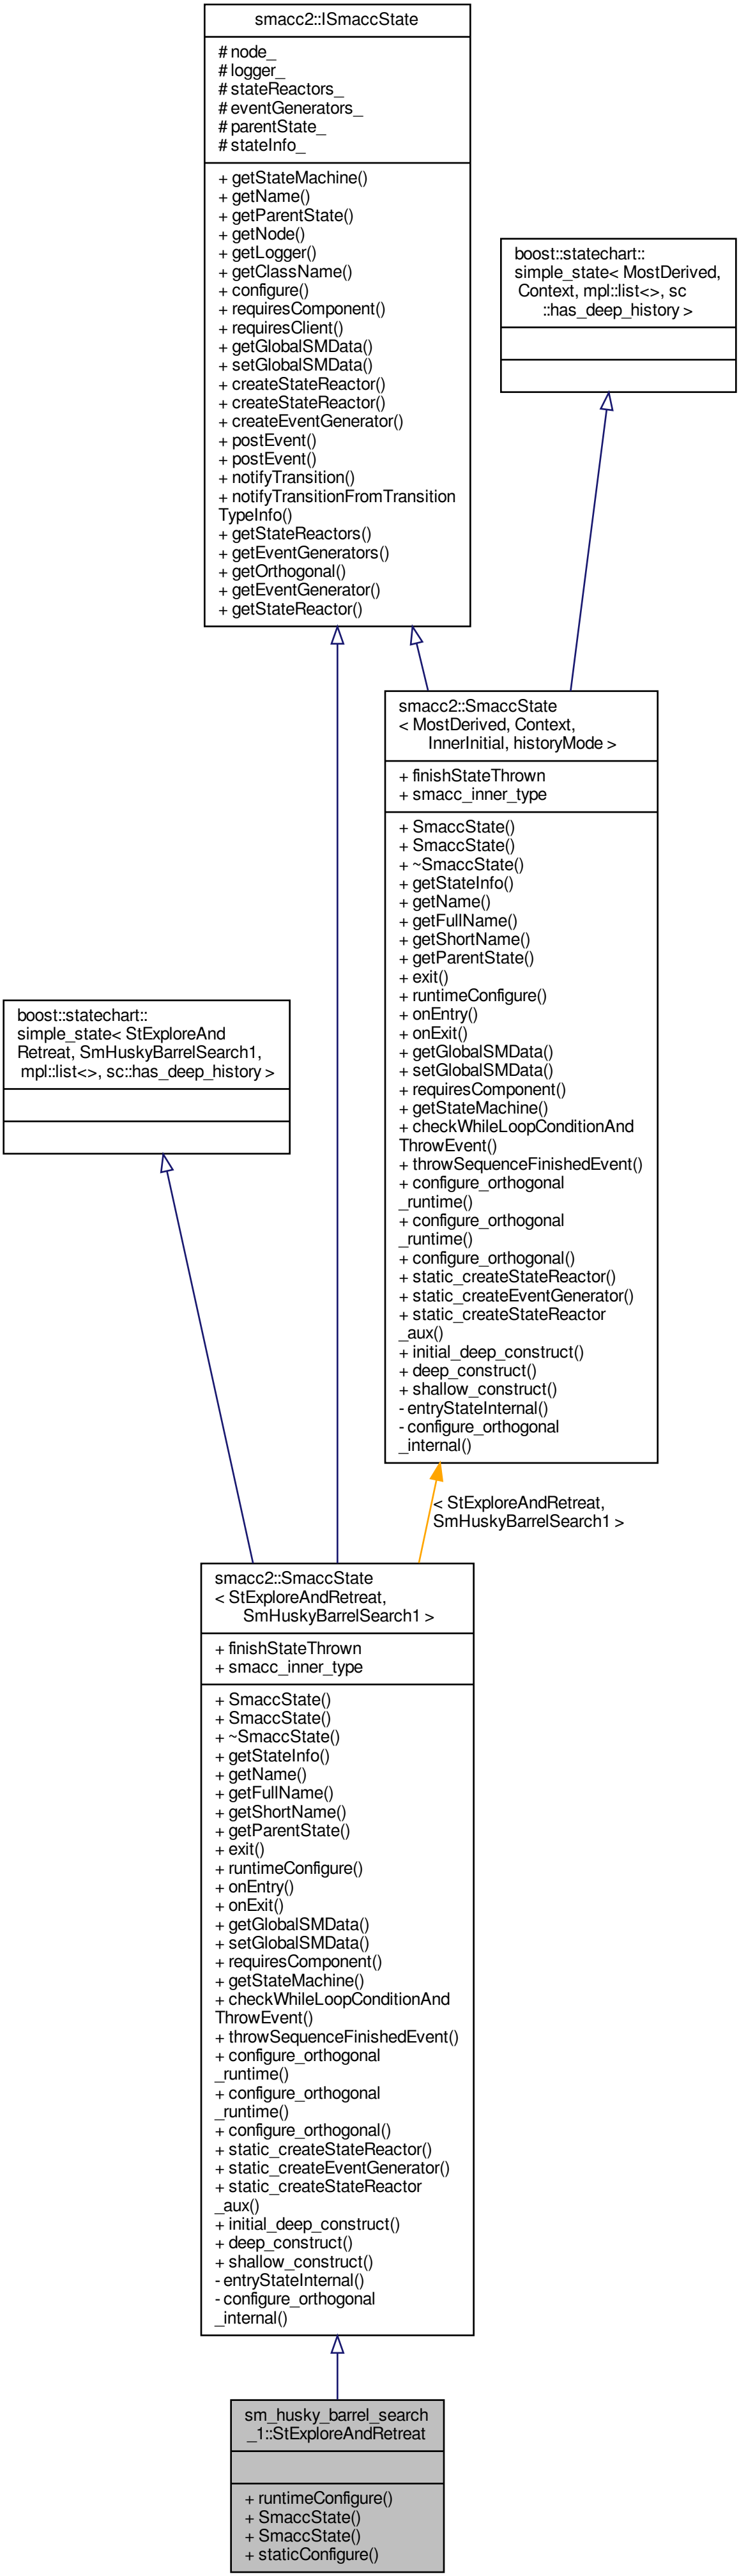 smacc2::ISmaccState
# node_
# logger_
# stateReactors_
# eventGenerators_
# parentState_
# stateInfo_
+ getStateMachine()
+ getName()
+ getParentState()
+ getNode()
+ getLogger()
+ getClassName()
+ configure()
+ requiresComponent()
+ requiresClient()
+ getGlobalSMData()
+ setGlobalSMData()
+ createStateReactor()
+ createStateReactor()
+ createEventGenerator()
+ postEvent()
+ postEvent()
+ notifyTransition()
+ notifyTransitionFromTransition
TypeInfo()
+ getStateReactors()
+ getEventGenerators()
+ getOrthogonal()
+ getEventGenerator()
+ getStateReactor()
boost::statechart::
simple_state< MostDerived,
Context, mpl::list<>, sc
::has_deep_history >
smacc2::SmaccState
< MostDerived, Context,
InnerInitial, historyMode >
+ finishStateThrown
+ smacc_inner_type
+ SmaccState()
+ SmaccState()
+ ~SmaccState()
+ getStateInfo()
+ getName()
+ getFullName()
+ getShortName()
+ getParentState()
+ exit()
+ runtimeConfigure()
+ onEntry()
+ onExit()
+ getGlobalSMData()
+ setGlobalSMData()
+ requiresComponent()
+ getStateMachine()
+ checkWhileLoopConditionAnd
ThrowEvent()
+ throwSequenceFinishedEvent()
+ configure_orthogonal
_runtime()
+ configure_orthogonal
_runtime()
+ configure_orthogonal()
+ static_createStateReactor()
+ static_createEventGenerator()
+ static_createStateReactor
_aux()
+ initial_deep_construct()
+ deep_construct()
+ shallow_construct()
- entryStateInternal()
- configure_orthogonal
_internal()
boost::statechart::
simple_state< StExploreAnd
Retreat, SmHuskyBarrelSearch1,
mpl::list<>, sc::has_deep_history >
< StExploreAndRetreat,
SmHuskyBarrelSearch1 >
smacc2::SmaccState
< StExploreAndRetreat,
SmHuskyBarrelSearch1 >
+ finishStateThrown
+ smacc_inner_type
+ SmaccState()
+ SmaccState()
+ ~SmaccState()
+ getStateInfo()
+ getName()
+ getFullName()
+ getShortName()
+ getParentState()
+ exit()
+ runtimeConfigure()
+ onEntry()
+ onExit()
+ getGlobalSMData()
+ setGlobalSMData()
+ requiresComponent()
+ getStateMachine()
+ checkWhileLoopConditionAnd
ThrowEvent()
+ throwSequenceFinishedEvent()
+ configure_orthogonal
_runtime()
+ configure_orthogonal
_runtime()
+ configure_orthogonal()
+ static_createStateReactor()
+ static_createEventGenerator()
+ static_createStateReactor
_aux()
+ initial_deep_construct()
+ deep_construct()
+ shallow_construct()
- entryStateInternal()
- configure_orthogonal
_internal()
sm_husky_barrel_search
_1::StExploreAndRetreat
+ runtimeConfigure()
+ SmaccState()
+ SmaccState()
+ staticConfigure()